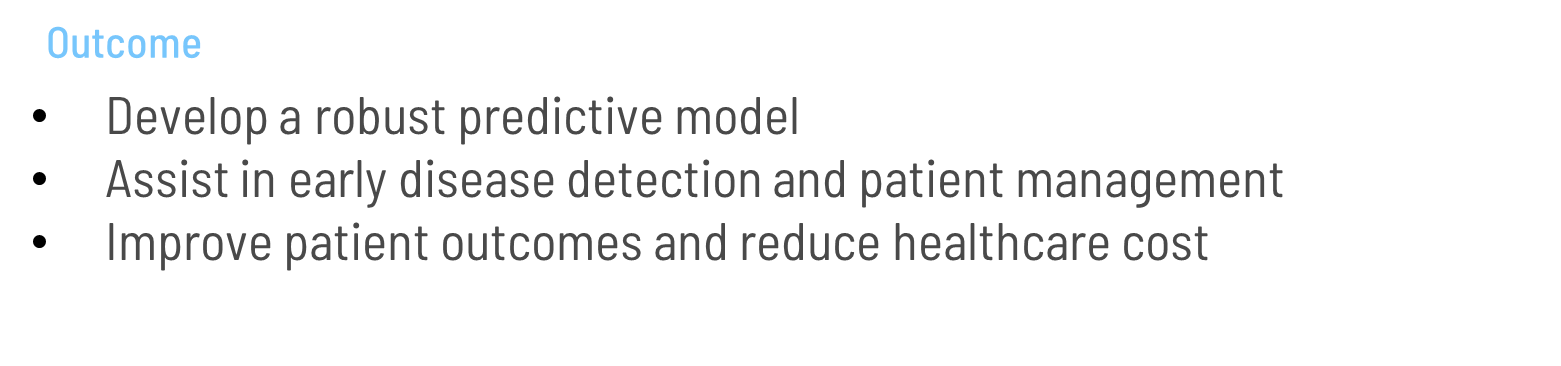 Outcome
• Develop a robust predictive model
• Assist in early disease detection and patient management
• Improve patient outcomes and reduce healthcare cost